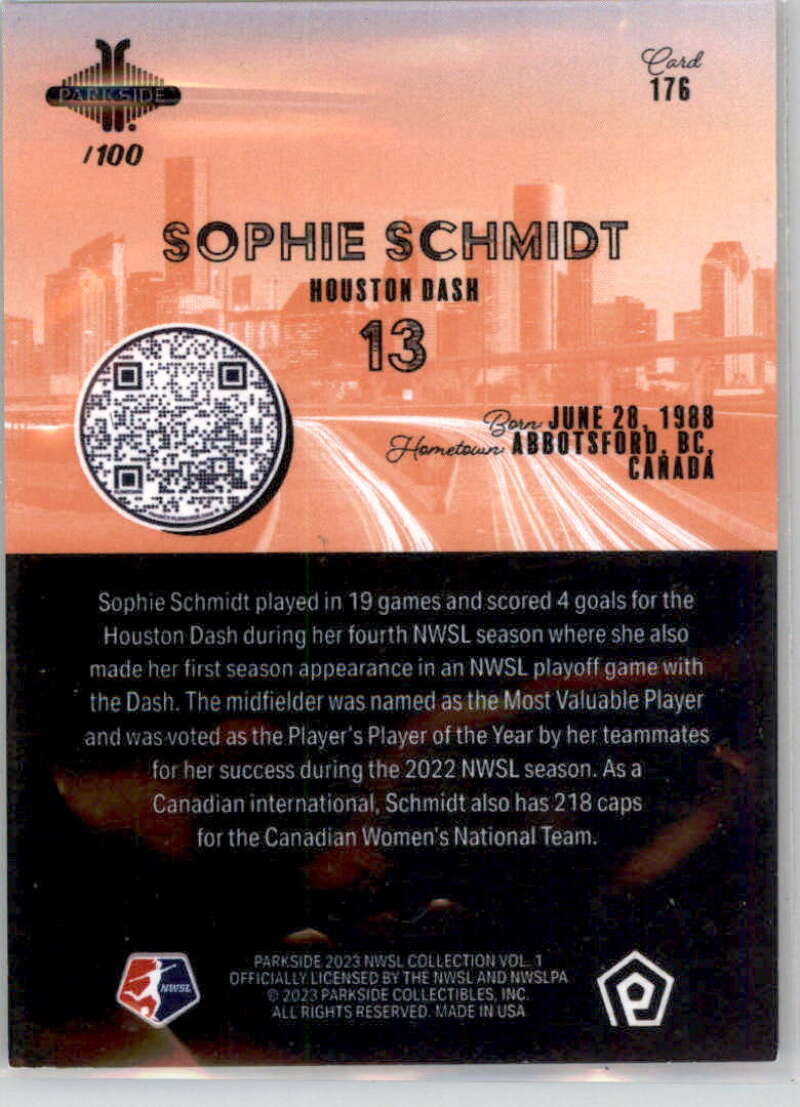 PARKSIDE
/100
Card
176
SOPHIE SCHMIDT
HOUSTON DASH
13
Born JUNE 28, 1988
Hometown ABBOTSFORD, BC,
CANADA
Sophie Schmidt played in 19 games and scored 4 goals for the
Houston Dash during her fourth NWSL season where she also
made her first season appearance in an NWSL playoff game with
the Dash. The midfielder was named as the Most Valuable Player
and was voted as the Player's Player of the Year by her teammates
for her success during the 2022 NWSL season. As a
Canadian international, Schmidt also has 218 caps
for the Canadian Women's National Team.
NWSL
PARKSIDE 2023 NWSL COLLECTION VOL. 1
OFFICIALLY LICENSED BY THE NWSL AND NWSLPA
© 2023 PARKSIDE COLLECTIBLES, INC.
ALL RIGHTS RESERVED. MADE IN USA